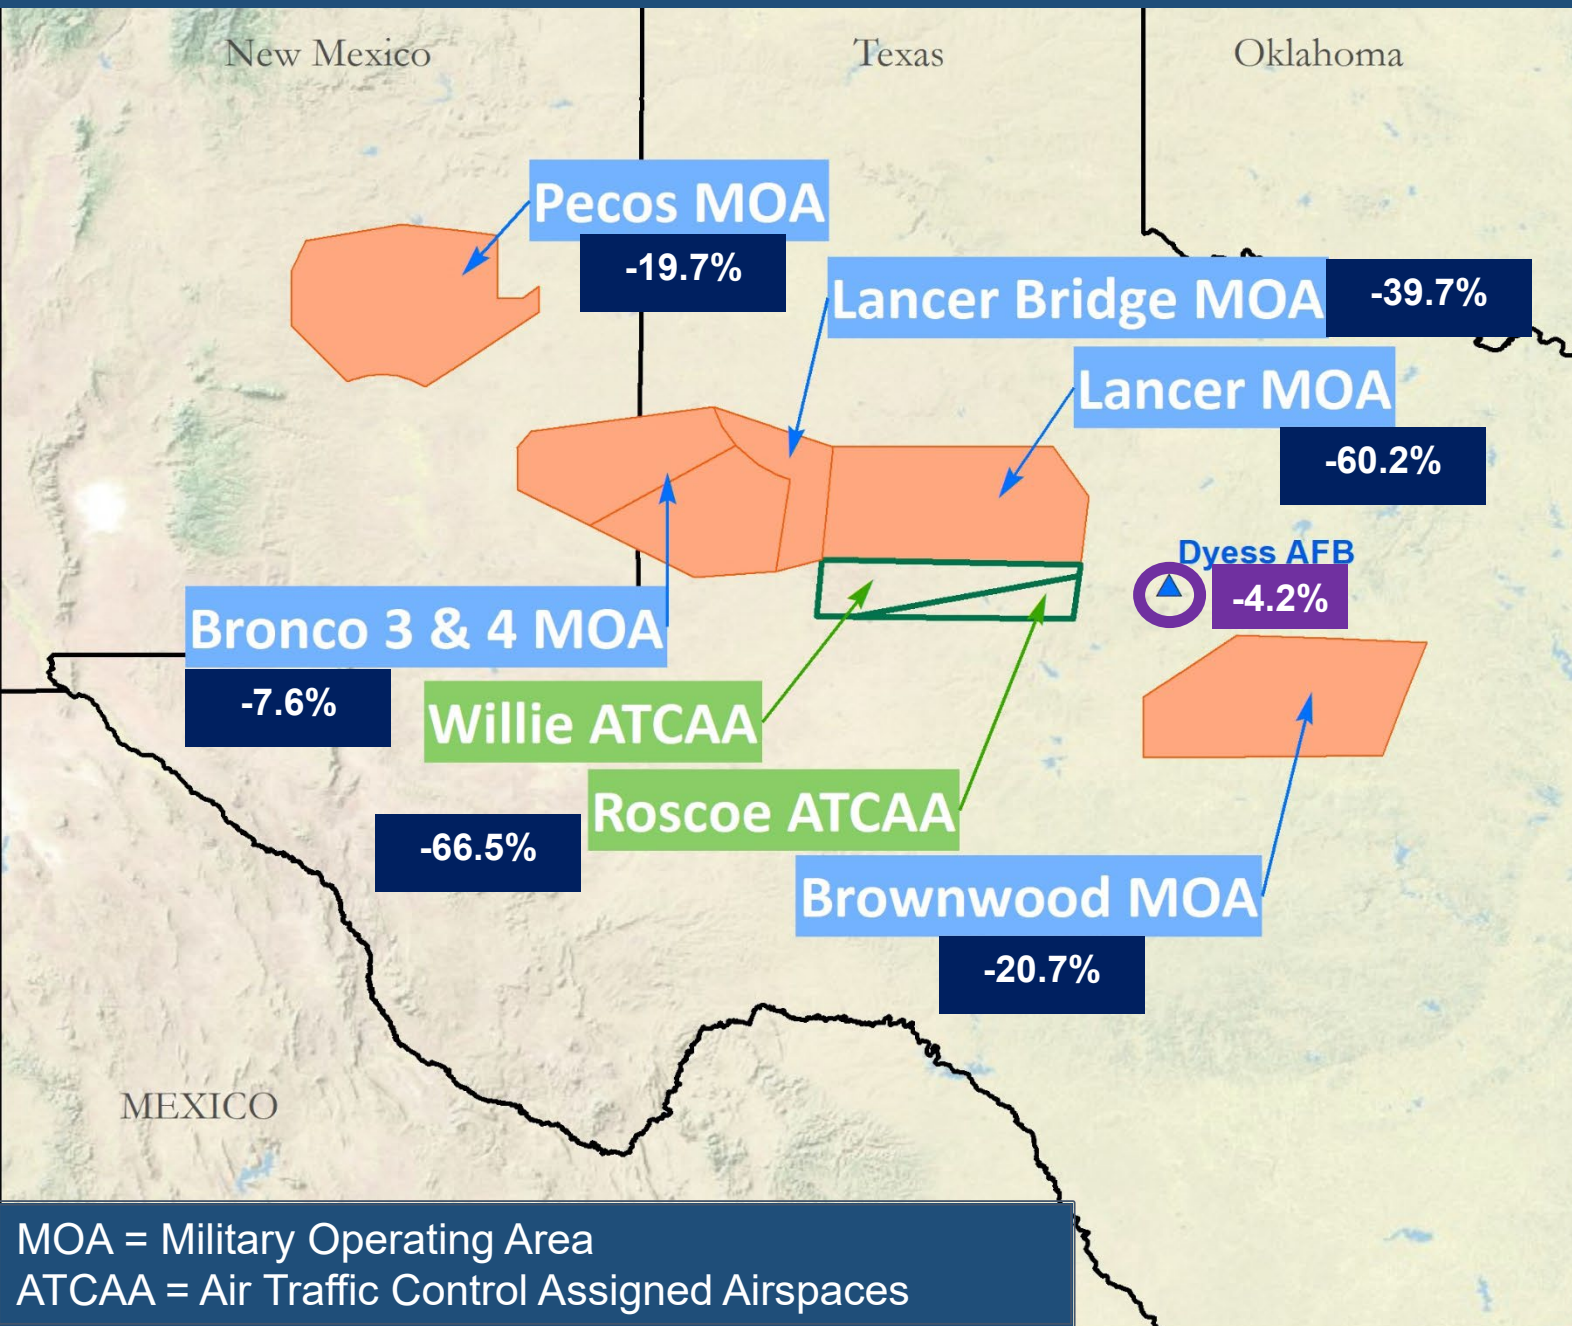 New Mexico
Texas
Oklahoma
Pecos MOA
-19.7%
Lancer Bridge MOA
-39.7%
Lancer MOA
-60.2%
Dyess AFB
-4.2%
Bronco 3 & 4 MOA
-7.6%
Willie ATCAA
Roscoe ATCAA
-66.5%
Brownwood MOA
-20.7%
MEXICO
MOA = Military Operating Area
ATCAA = Air Traffic Control Assigned Airspaces